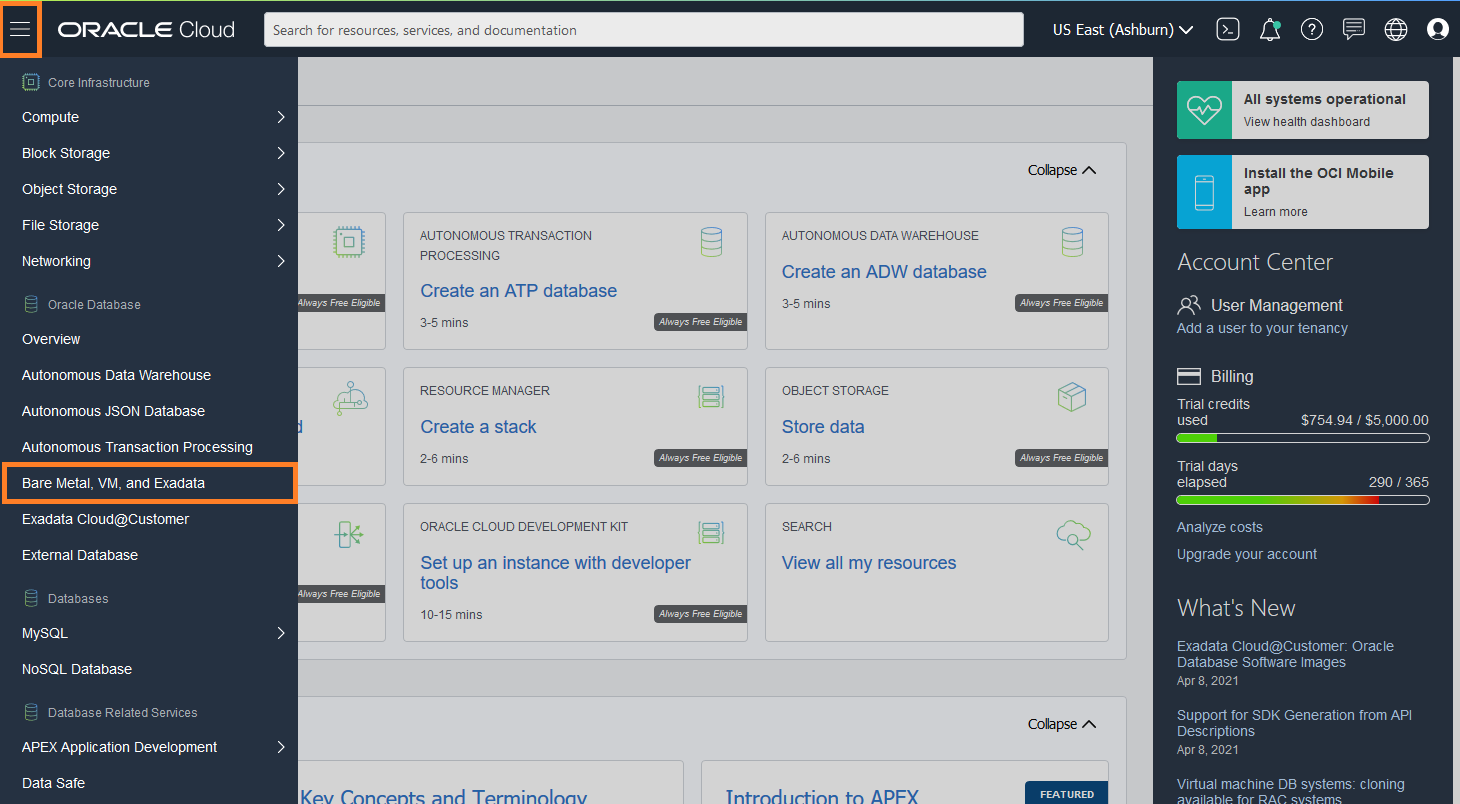 ORACLE Cloud
Search for resources, services, and documentation
US East (Ashburn)
Core Infrastructure
Compute
Block Storage
Object Storage
File Storage
Networking
Oracle Database
Overview
Autonomous Data Warehouse
Autonomous JSON Database
Autonomous Transaction Processing
Bare Metal, VM, and Exadata
Exadata Cloud@Customer
External Database
Databases
MySQL
NoSQL Database
Database Related Services
APEX Application Development
Data Safe
Collapse
Always Free Eligible
AUTONOMOUS TRANSACTION
PROCESSING
Create an ATP database
3-5 mins
Always Free Eligible
AUTONOMOUS DATA WAREHOUSE
Create an ADW database
3-5 mins
Always Free Eligible
d
RESOURCE MANAGER
Create a stack
2-6 mins
Always Free Eligible
OBJECT STORAGE
Store data
2-6 mins
Always Free Eligible
Always Free Eligible
ORACLE CLOUD DEVELOPMENT KIT
Set up an instance with developer
tools
10-15 mins
Always Free Eligible
SEARCH
View all my resources
Collapse
Key Concepts and Terminology
Introduction to APEX
FEATURED
All systems operational
View health dashboard
Install the OCI Mobile
app
Learn more
Account Center
User Management
Add a user to your tenancy
Billing
Trial credits
used $754.94 / $5,000.00
Trial days
elapsed 290 / 365
Analyze costs
Upgrade your account
What's New
Exadata Cloud@Customer: Oracle
Database Software Images
Apr 8, 2021
Support for SDK Generation from API
Descriptions
Apr 8, 2021
Virtual machine DB systems: cloning
available for RAC systems